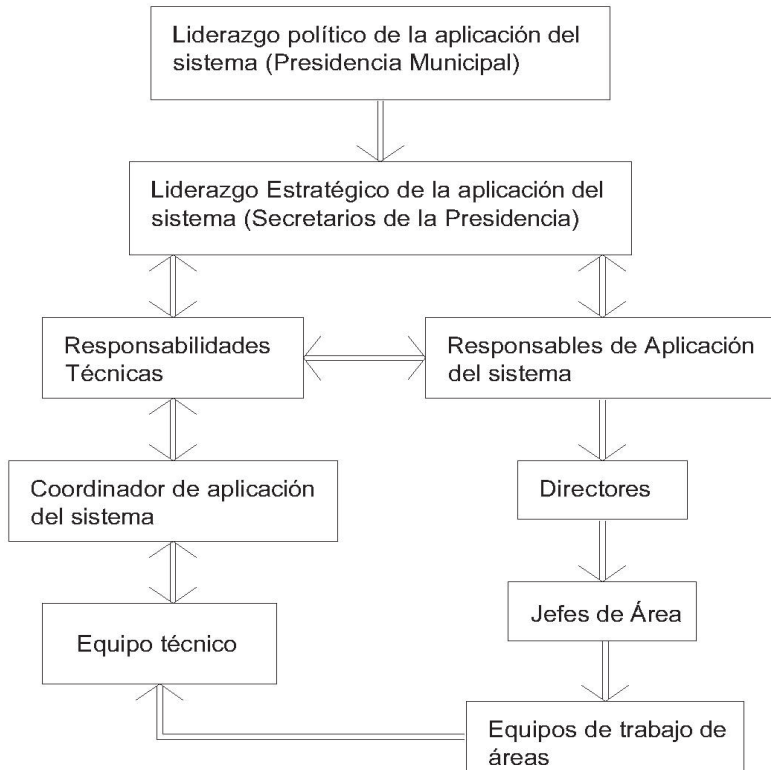 Liderazgo político de la aplicación del
sistema (Presidencia Municipal)
Liderazgo Estratégico de la aplicación del
sistema (Secretarios de la Presidencia)
Responsabilidades
Técnicas
Responsables de Aplicación
del sistema
Coordinador de aplicación
del sistema
Directores
Equipo técnico
Jefes de Área
Equipos de trabajo de
áreas